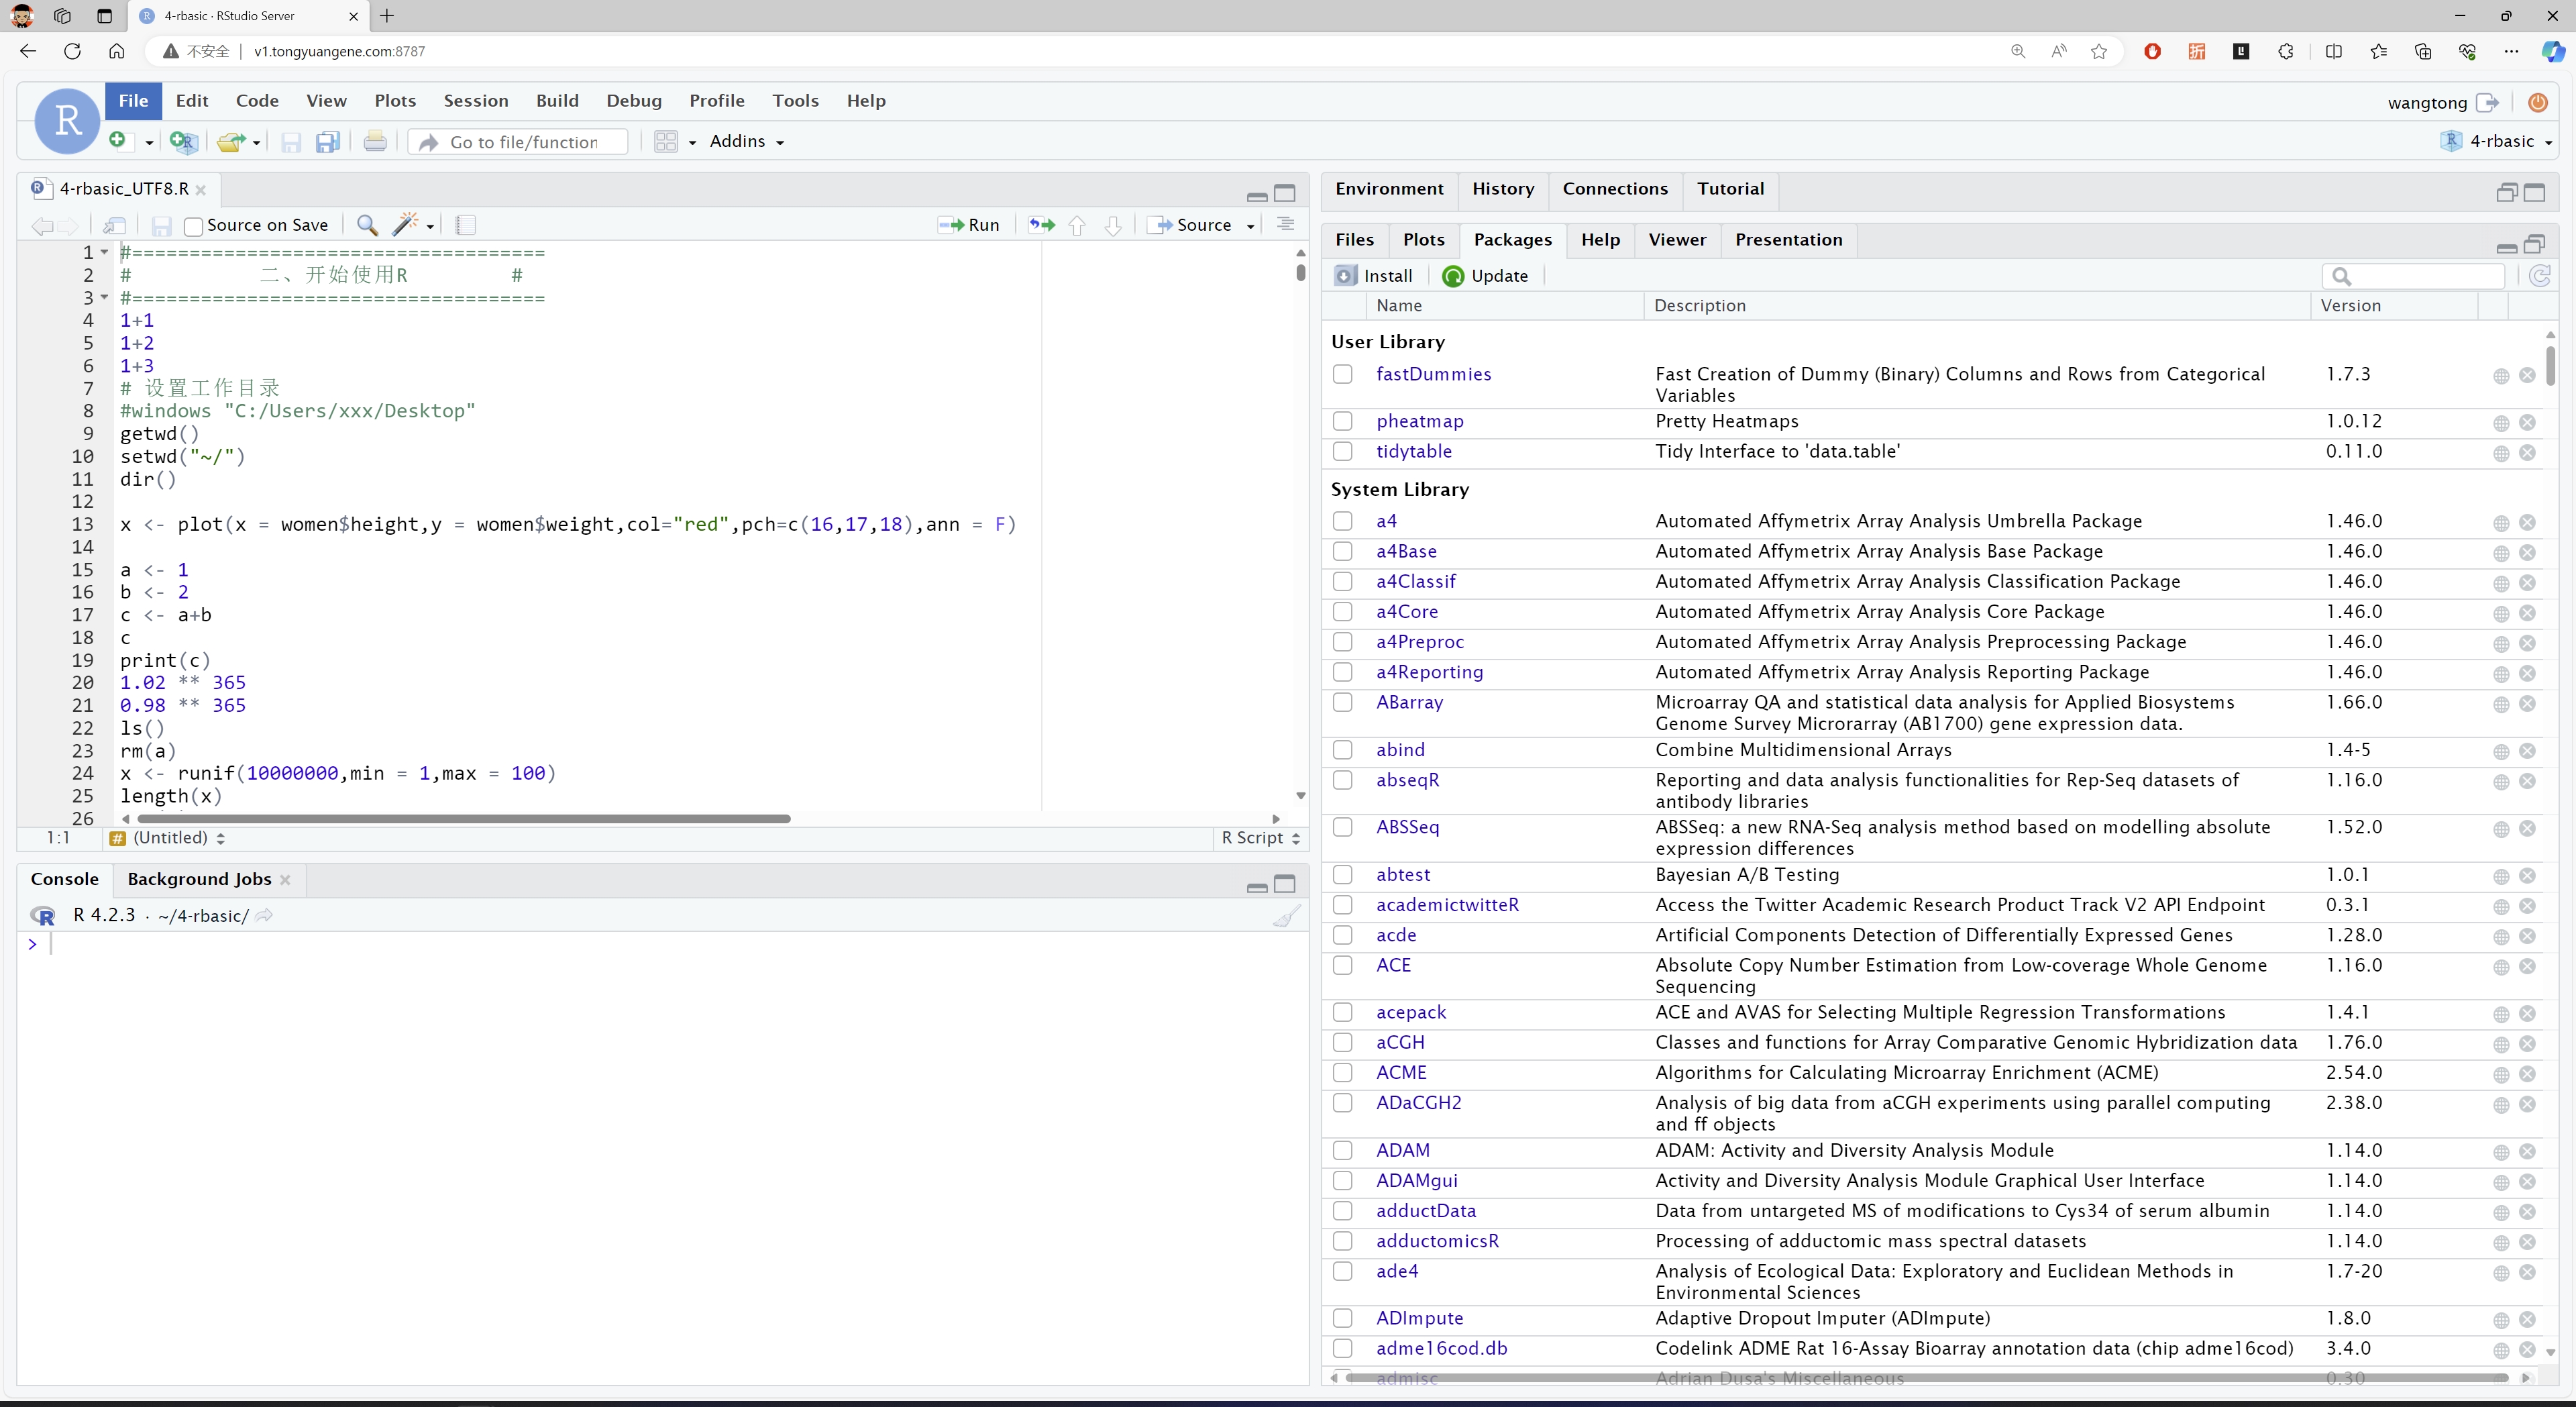 4-rbasic · RStudio Server
不安全 | v1.tongyuangene.com:8787
File Edit Code View Plots Session Build Debug Profile Tools Help
wangtong
Go to file/function
Addins
4-rbasic
4-rbasic_UTF8.R
Source on Save
Run
Source
1 #====================================
2 # 二、开始使用R #
3 #====================================
4 1+1
5 1+2
6 1+3
7 # 设置工作目录
8 #windows "C:/Users/xxx/Desktop"
9 getwd()
10 setwd("~/")
11 dir()
12
13 x <- plot(x = women$height,y = women$weight,col="red",pch=c(16,17,18),ann = F)
14
15 a <- 1
16 b <- 2
17 c <- a+b
18 c
19 print(c)
20 1.02 ** 365
21 0.98 ** 365
22 ls()
23 rm(a)
24 x <- runif(10000000,min = 1,max = 100)
25 length(x)
26
1:1 (Untitled) R Script
Console Background Jobs
R 4.2.3 · ~/4-rbasic/
>
Environment History Connections Tutorial
Files Plots Packages Help Viewer Presentation
Install Update
Name Description Version
User Library
fastDummies Fast Creation of Dummy (Binary) Columns and Rows from Categorical 1.7.3
Variables
pheatmap Pretty Heatmaps 1.0.12
tidytable Tidy Interface to 'data.table' 0.11.0
System Library
a4 Automated Affymetrix Array Analysis Umbrella Package 1.46.0
a4Base Automated Affymetrix Array Analysis Base Package 1.46.0
a4Classif Automated Affymetrix Array Analysis Classification Package 1.46.0
a4Core Automated Affymetrix Array Analysis Core Package 1.46.0
a4Preproc Automated Affymetrix Array Analysis Preprocessing Package 1.46.0
a4Reporting Automated Affymetrix Array Analysis Reporting Package 1.46.0
ABarray Microarray QA and statistical data analysis for Applied Biosystems 1.66.0
Genome Survey Microrarray (AB1700) gene expression data.
abind Combine Multidimensional Arrays 1.4-5
abseqR Reporting and data analysis functionalities for Rep-Seq datasets of 1.16.0
antibody libraries
ABSSeq ABSSeq: a new RNA-Seq analysis method based on modelling absolute 1.52.0
expression differences
abtest Bayesian A/B Testing 1.0.1
academictwitteR Access the Twitter Academic Research Product Track V2 API Endpoint 0.3.1
acde Artificial Components Detection of Differentially Expressed Genes 1.28.0
ACE Absolute Copy Number Estimation from Low-coverage Whole Genome 1.16.0
Sequencing
acepack ACE and AVAS for Selecting Multiple Regression Transformations 1.4.1
aCGH Classes and functions for Array Comparative Genomic Hybridization data 1.76.0
ACME Algorithms for Calculating Microarray Enrichment (ACME) 2.54.0
ADaCGH2 Analysis of big data from aCGH experiments using parallel computing 2.38.0
and ff objects
ADAM ADAM: Activity and Diversity Analysis Module 1.14.0
ADAMgui Activity and Diversity Analysis Module Graphical User Interface 1.14.0
adductData Data from untargeted MS of modifications to Cys34 of serum albumin 1.14.0
adductomicsR Processing of adductomic mass spectral datasets 1.14.0
ade4 Analysis of Ecological Data: Exploratory and Euclidean Methods in 1.7-20
Environmental Sciences
ADImpute Adaptive Dropout Imputer (ADImpute) 1.8.0
adme16cod.db Codelink ADME Rat 16-Assay Bioarray annotation data (chip adme16cod) 3.4.0
admisc Adrian Dusa's Miscellaneous 0.30